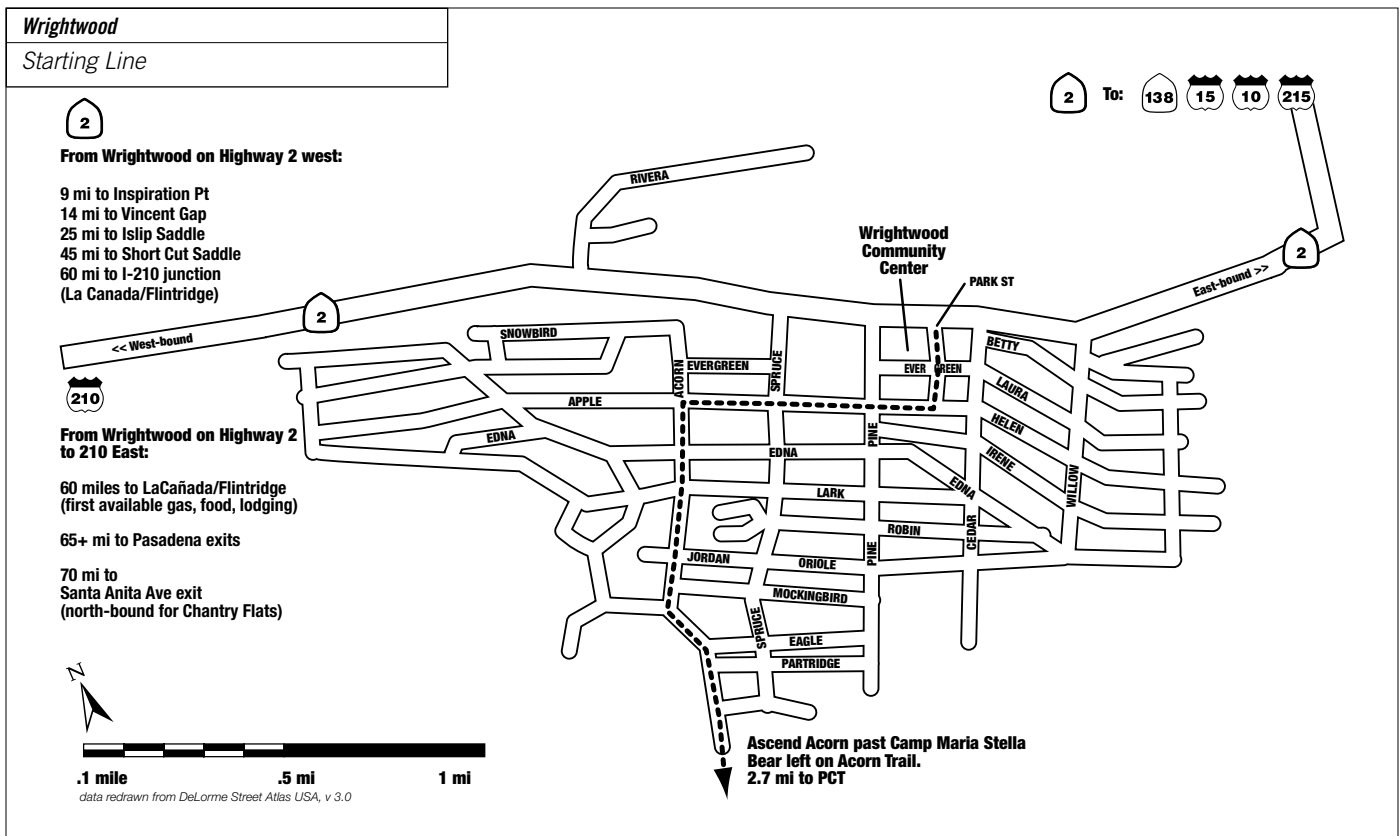 Wrightwood
Starting Line
2
From Wrightwood on Highway 2 west:
9 mi to Inspiration Pt
14 mi to Vincent Gap
25 mi to Islip Saddle
45 mi to Short Cut Saddle
60 mi to I-210 junction
(La Canada/Flintridge)
2 To: 138 15 10 215
RIVERA
Wrightwood
Community
Center
PARK ST
2
East-bound >>
2
<< West-bound
SNOWBIRD
BETTY
ACORN
EVERGREEN
SPRUCE
EVER GREEN
LAURA
APPLE
HELEN
PINE
EDNA
EDNA
IRENE
EDNA
WILLOW
LARK
ROBIN
CEDAR
JORDAN
ORIOLE
PINE
MOCKINGBIRD
SPRUCE
EAGLE
PARTRIDGE
210
From Wrightwood on Highway 2
to 210 East:
60 miles to LaCañada/Flintridge
(first available gas, food, lodging)
65+ mi to Pasadena exits
70 mi to
Santa Anita Ave exit
(north-bound for Chantry Flats)
N
.1 mile .5 mi 1 mi
data redrawn from DeLorme Street Atlas USA, v 3.0
Ascend Acorn past Camp Maria Stella
Bear left on Acorn Trail.
2.7 mi to PCT